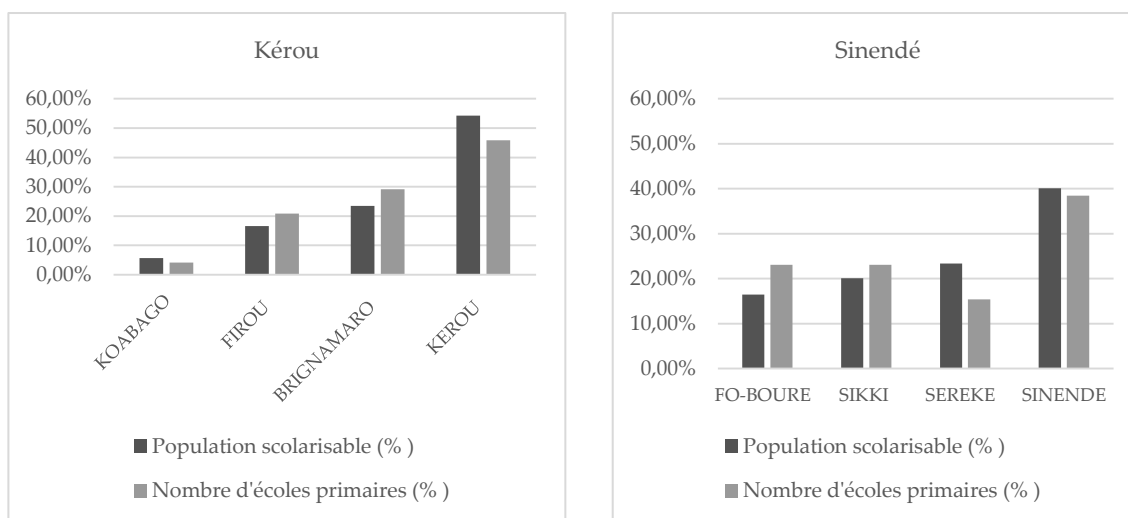 Kérou
60,00%
50,00%
40,00%
30,00%
20,00%
10,00%
0,00%
KOABAGO
FIROU
BRIGNAMARO
KEROU
Population scolarisable (% )
Nombre d'écoles primaires (% )
Sinendé
60,00%
50,00%
40,00%
30,00%
20,00%
10,00%
0,00%
FO-BOURE SIKKI SEREKE SINENDE
Population scolarisable (% )
Nombre d'écoles primaires (% )